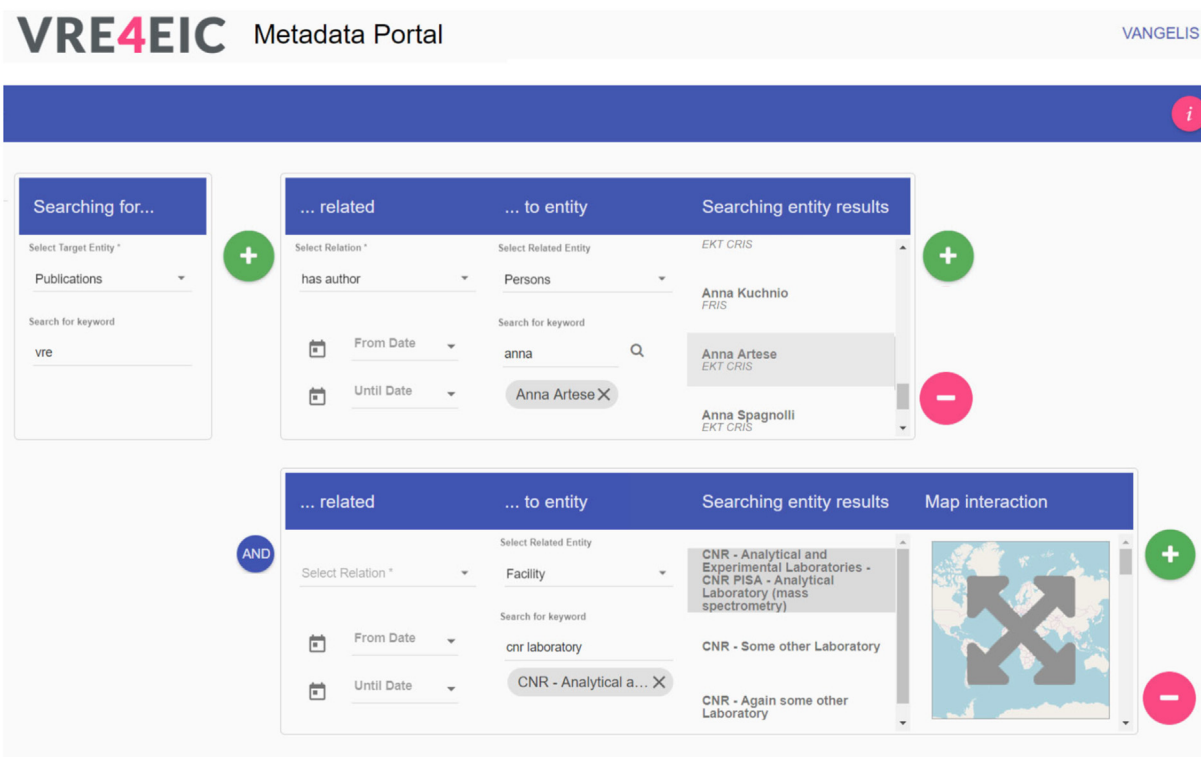 VRE4EIC Metadata Portal
VANGELIS
i
Searching for...
Select Target Entity *
Publications
Search for keyword
vre
+
... related
... to entity
Searching entity results
Select Relation *
has author
From Date
Until Date
Select Related Entity
Persons
Search for keyword
anna
Anna Artese X
EKT CRIS
Anna Kuchnio
FRIS
Anna Artese
EKT CRIS
Anna Spagnolli
EKT CRIS
+
−
AND
... related
... to entity
Searching entity results
Map interaction
Select Relation *
From Date
Until Date
Select Related Entity
Facility
Search for keyword
cnr laboratory
CNR - Analytical a... X
CNR - Analytical and
Experimental Laboratories -
CNR PISA - Analytical
Laboratory (mass
spectrometry)
CNR - Some other Laboratory
CNR - Again some other
Laboratory
+
−